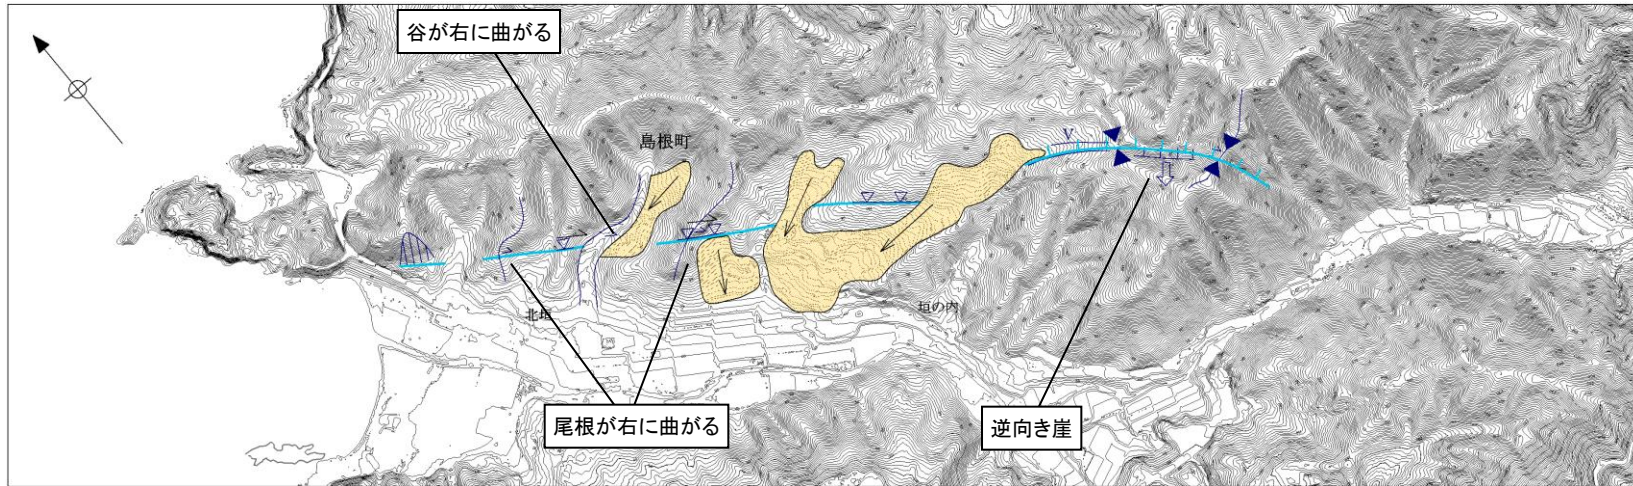 谷が右に曲がる
島根町
V
北垣
垣の内
尾根が右に曲がる
逆向き崖